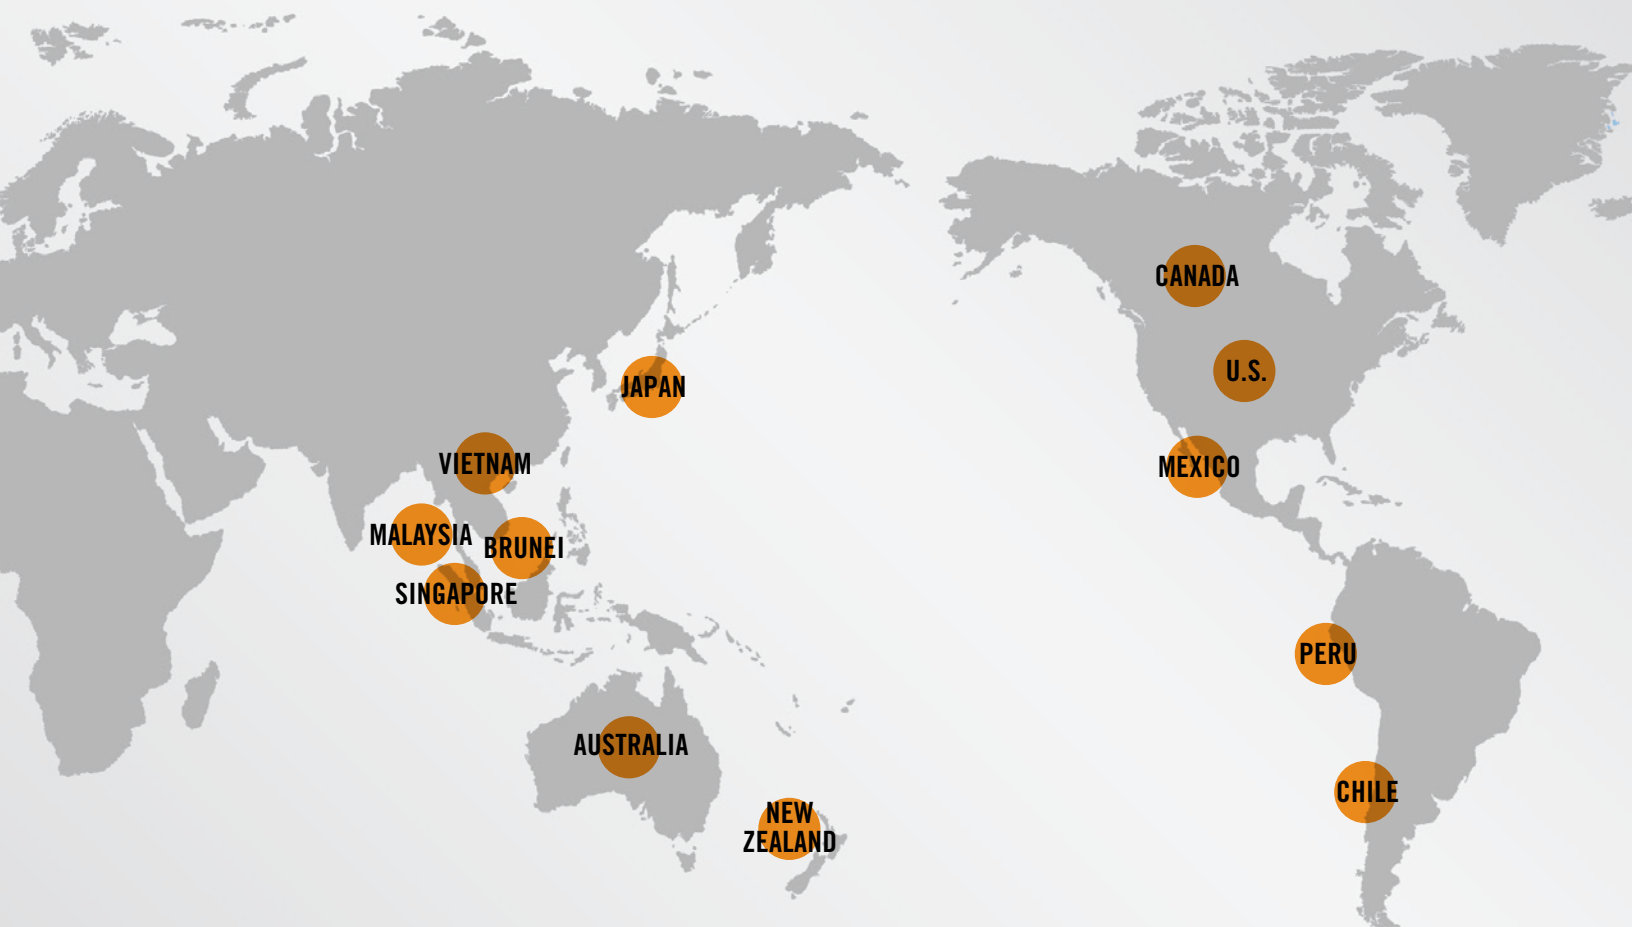 CANADA
U.S.
JAPAN
VIETNAM
MEXICO
MALAYSIA
BRUNEI
SINGAPORE
PERU
AUSTRALIA
CHILE
NEW
ZEALAND